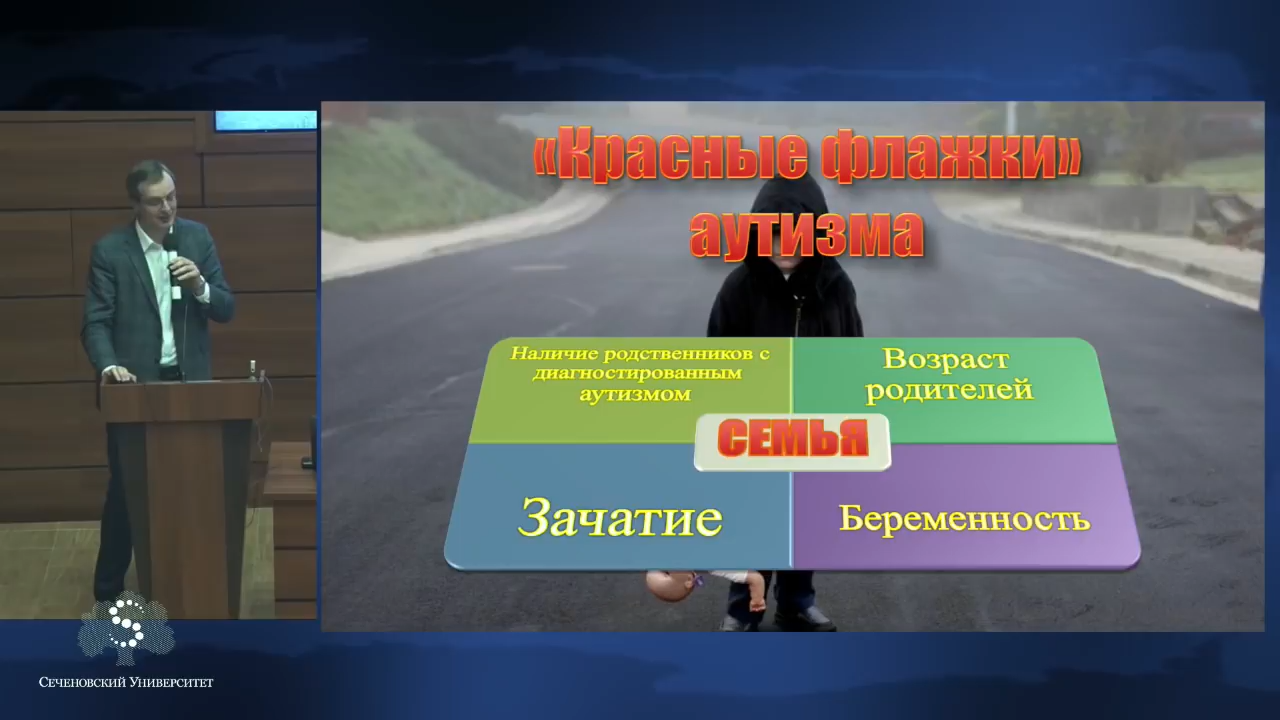 «Красные флажки»
аутизма
Наличие родственников с
диагностированным
аутизмом
Возраст
родителей
СЕМЬЯ
Зачатие
Беременность
Сеченовский Университет